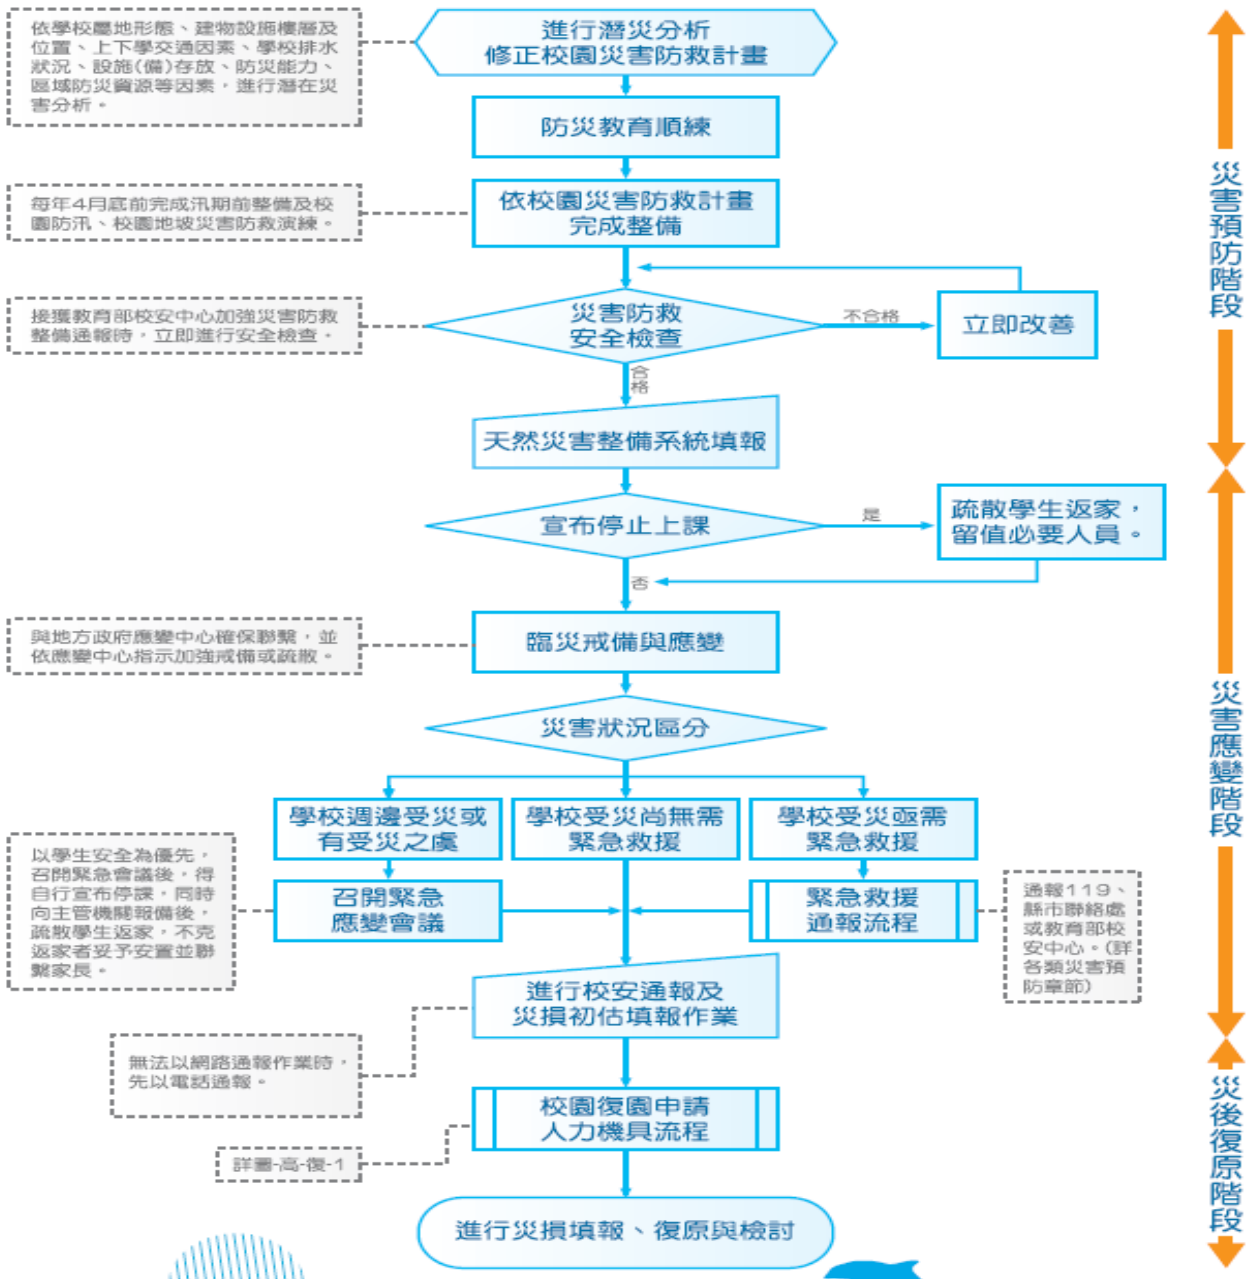 依學校屬地形態、建物設施樓層及
位置、上下學交通因素、學校排水
狀況、設施(備)存放、防災能力、
區域防災資源等因素，進行潛在災
害分析。
進行潛災分析
修正校園災害防救計畫
防災教育順練
每年4月底前完成汛期前整備及校
園防汛、校園地坡災害防救演練。
依校園災害防救計畫
完成整備
接獲教育部校安中心加強災害防救
整備通報時，立即進行安全檢查。
災害防救
安全檢查
不合格
立即改善
合格
天然災害整備系統填報
災害預防階段
宣布停止上課
是
疏散學生返家，
留值必要人員。
否
與地方政府應變中心確保聯繫，並
依應變中心指示加強戒備或疏散。
臨災戒備與應變
災害狀況區分
學校週邊受災或
有受災之虞
學校受災尚無需
緊急救援
學校受災亟需
緊急救援
以學生安全為優先，
召開緊急會議後，得
自行宣布停課，同時
向主管機關報備後，
疏散學生返家，不克
返家者妥予安置並聯
繫家長。
召開緊急
應變會議
緊急救援
通報流程
通報119、
縣市聯絡處
或教育部校
安中心。(詳
各類災害預
防章節)
災害應變階段
進行校安通報及
災損初估填報作業
無法以網路通報作業時，
先以電話通報。
校園復園申請
人力機具流程
詳圖-高-復-1
進行災損填報、復原與檢討
災後復原階段